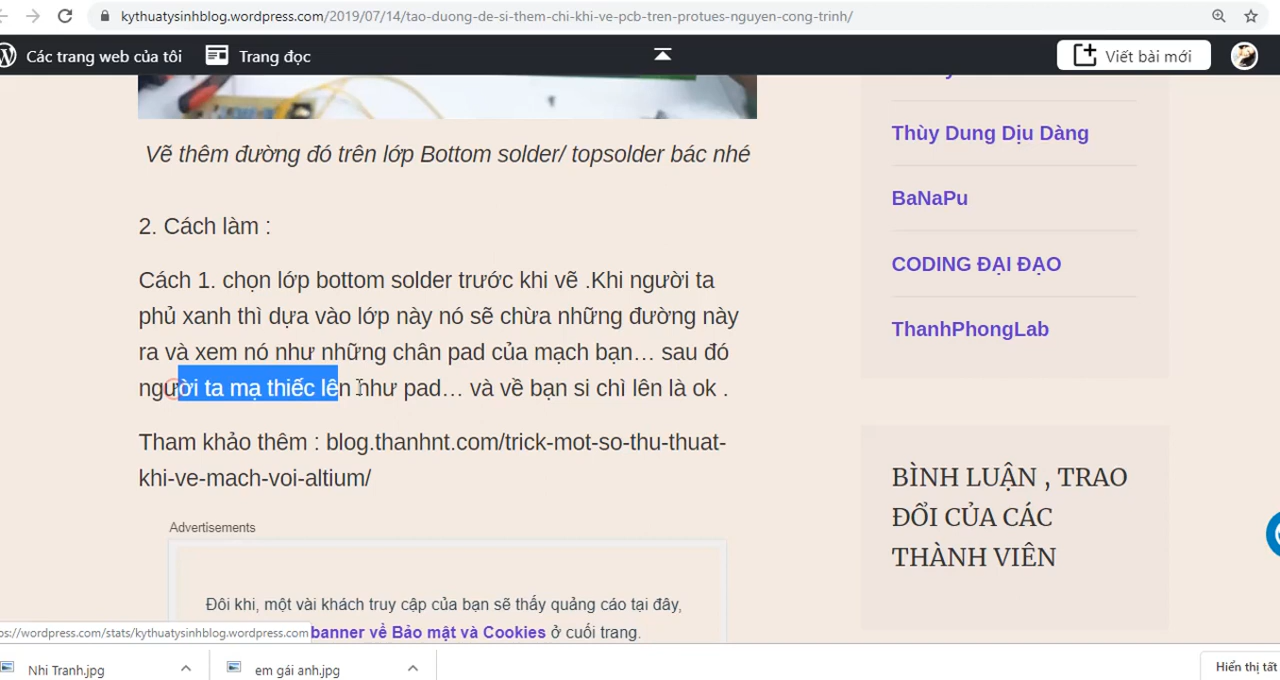 kythuatysinhblog.wordpress.com/2019/07/14/tao-duong-de-si-them-chi-khi-ve-pcb-tren-protues-nguyen-cong-trinh/
Các trang web của tôi
Trang đọc
Viết bài mới
Vẽ thêm đường đó trên lớp Bottom solder/ topsolder bác nhé
2. Cách làm :
Cách 1. chọn lớp bottom solder trước khi vẽ .Khi người ta
phủ xanh thì dựa vào lớp này nó sẽ chừa những đường này
ra và xem nó như những chân pad của mạch bạn… sau đó
người ta mạ thiếc lên như pad… và về bạn si chì lên là ok .
Tham khảo thêm : blog.thanhnt.com/trick-mot-so-thu-thuat-
khi-ve-mach-voi-altium/
Advertisements
Đôi khi, một vài khách truy cập của bạn sẽ thấy quảng cáo tại đây,
banner về Bảo mật và Cookies ở cuối trang.
Thùy Dung Dịu Dàng
BaNaPu
CODING ĐẠI ĐẠO
ThanhPhongLab
BÌNH LUẬN , TRAO
ĐỔI CỦA CÁC
THÀNH VIÊN
ps://wordpress.com/stats/kythuatysinhblog.wordpress.com
Nhi Tranh.jpg
em gái anh.jpg
Hiển thị tất